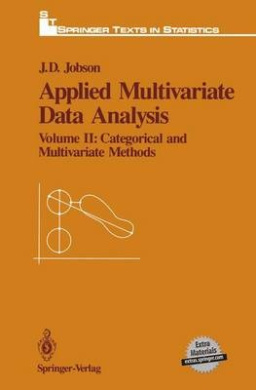 S
T SPRINGER TEXTS IN STATISTICS
J.D. Jobson
Applied Multivariate
Data Analysis
Volume II: Categorical and
Multivariate Methods
Extra
Materials
extras.springer.com
Springer-Verlag